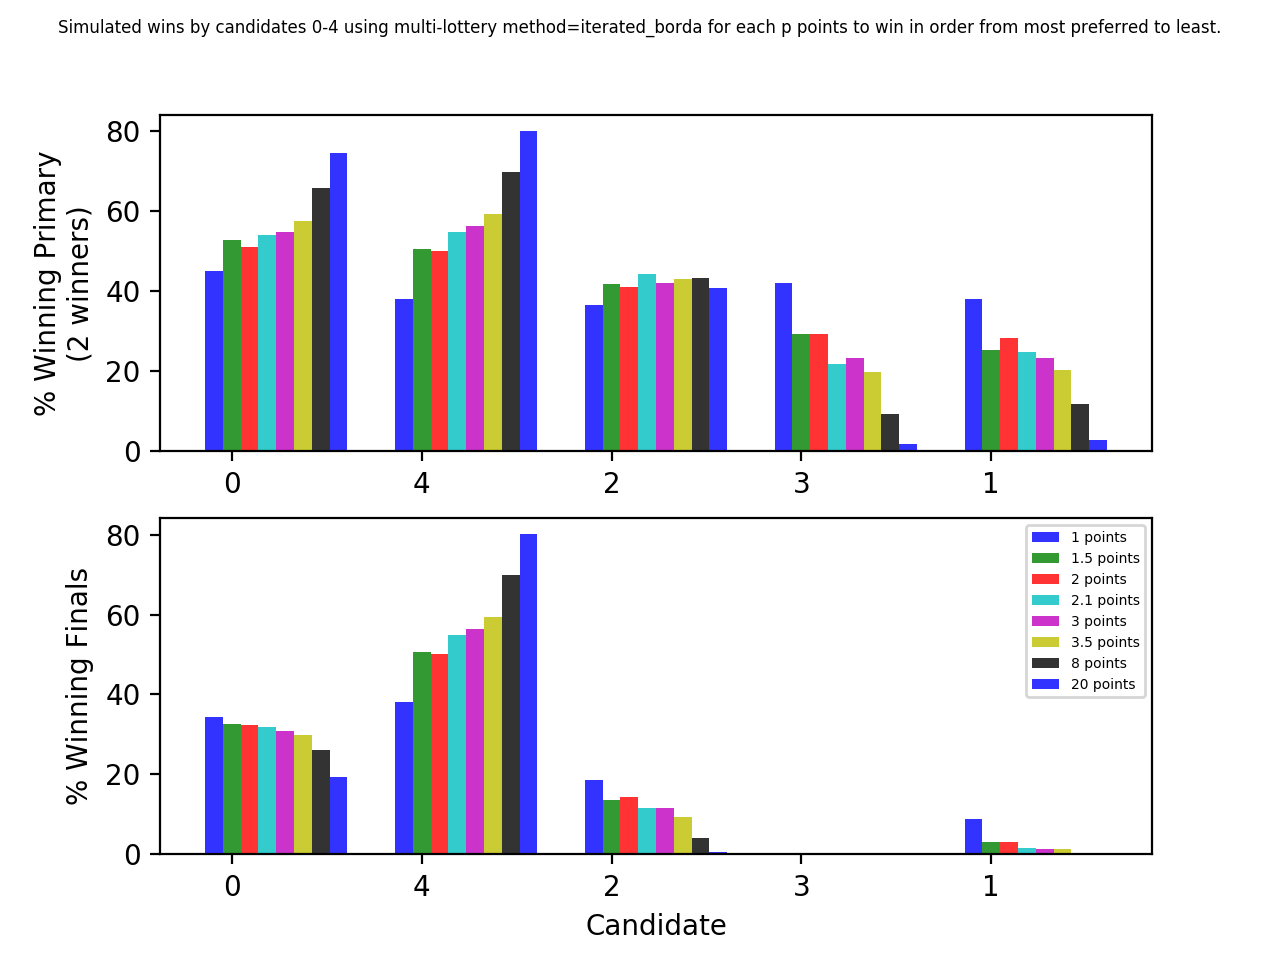 Simulated wins by candidates 0-4 using multi-lottery method=iterated_borda for each p points to win in order from most preferred to least.
% Winning Primary
(2 winners)
80
60
40
20
0
0 4 2 3 1
% Winning Finals
80
60
40
20
0
1 points
1.5 points
2 points
2.1 points
3 points
3.5 points
8 points
20 points
0 4 2 3 1
Candidate